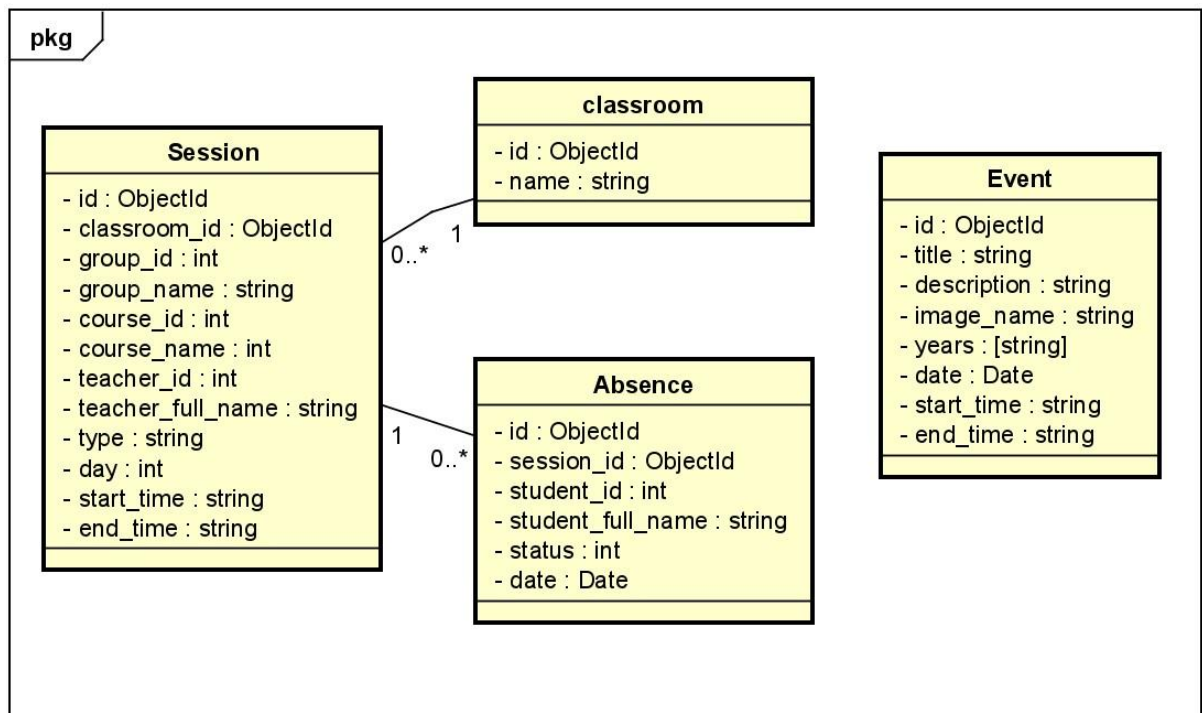 pkg
Session
- id : ObjectId
- classroom_id : ObjectId
- group_id : int
- group_name : string
- course_id : int
- course_name : int
- teacher_id : int
- teacher_full_name : string
- type : string
- day : int
- start_time : string
- end_time : string
0..*
1
classroom
- id : ObjectId
- name : string
1
0..*
Absence
- id : ObjectId
- session_id : ObjectId
- student_id : int
- student_full_name : string
- status : int
- date : Date
Event
- id : ObjectId
- title : string
- description : string
- image_name : string
- years : [string]
- date : Date
- start_time : string
- end_time : string